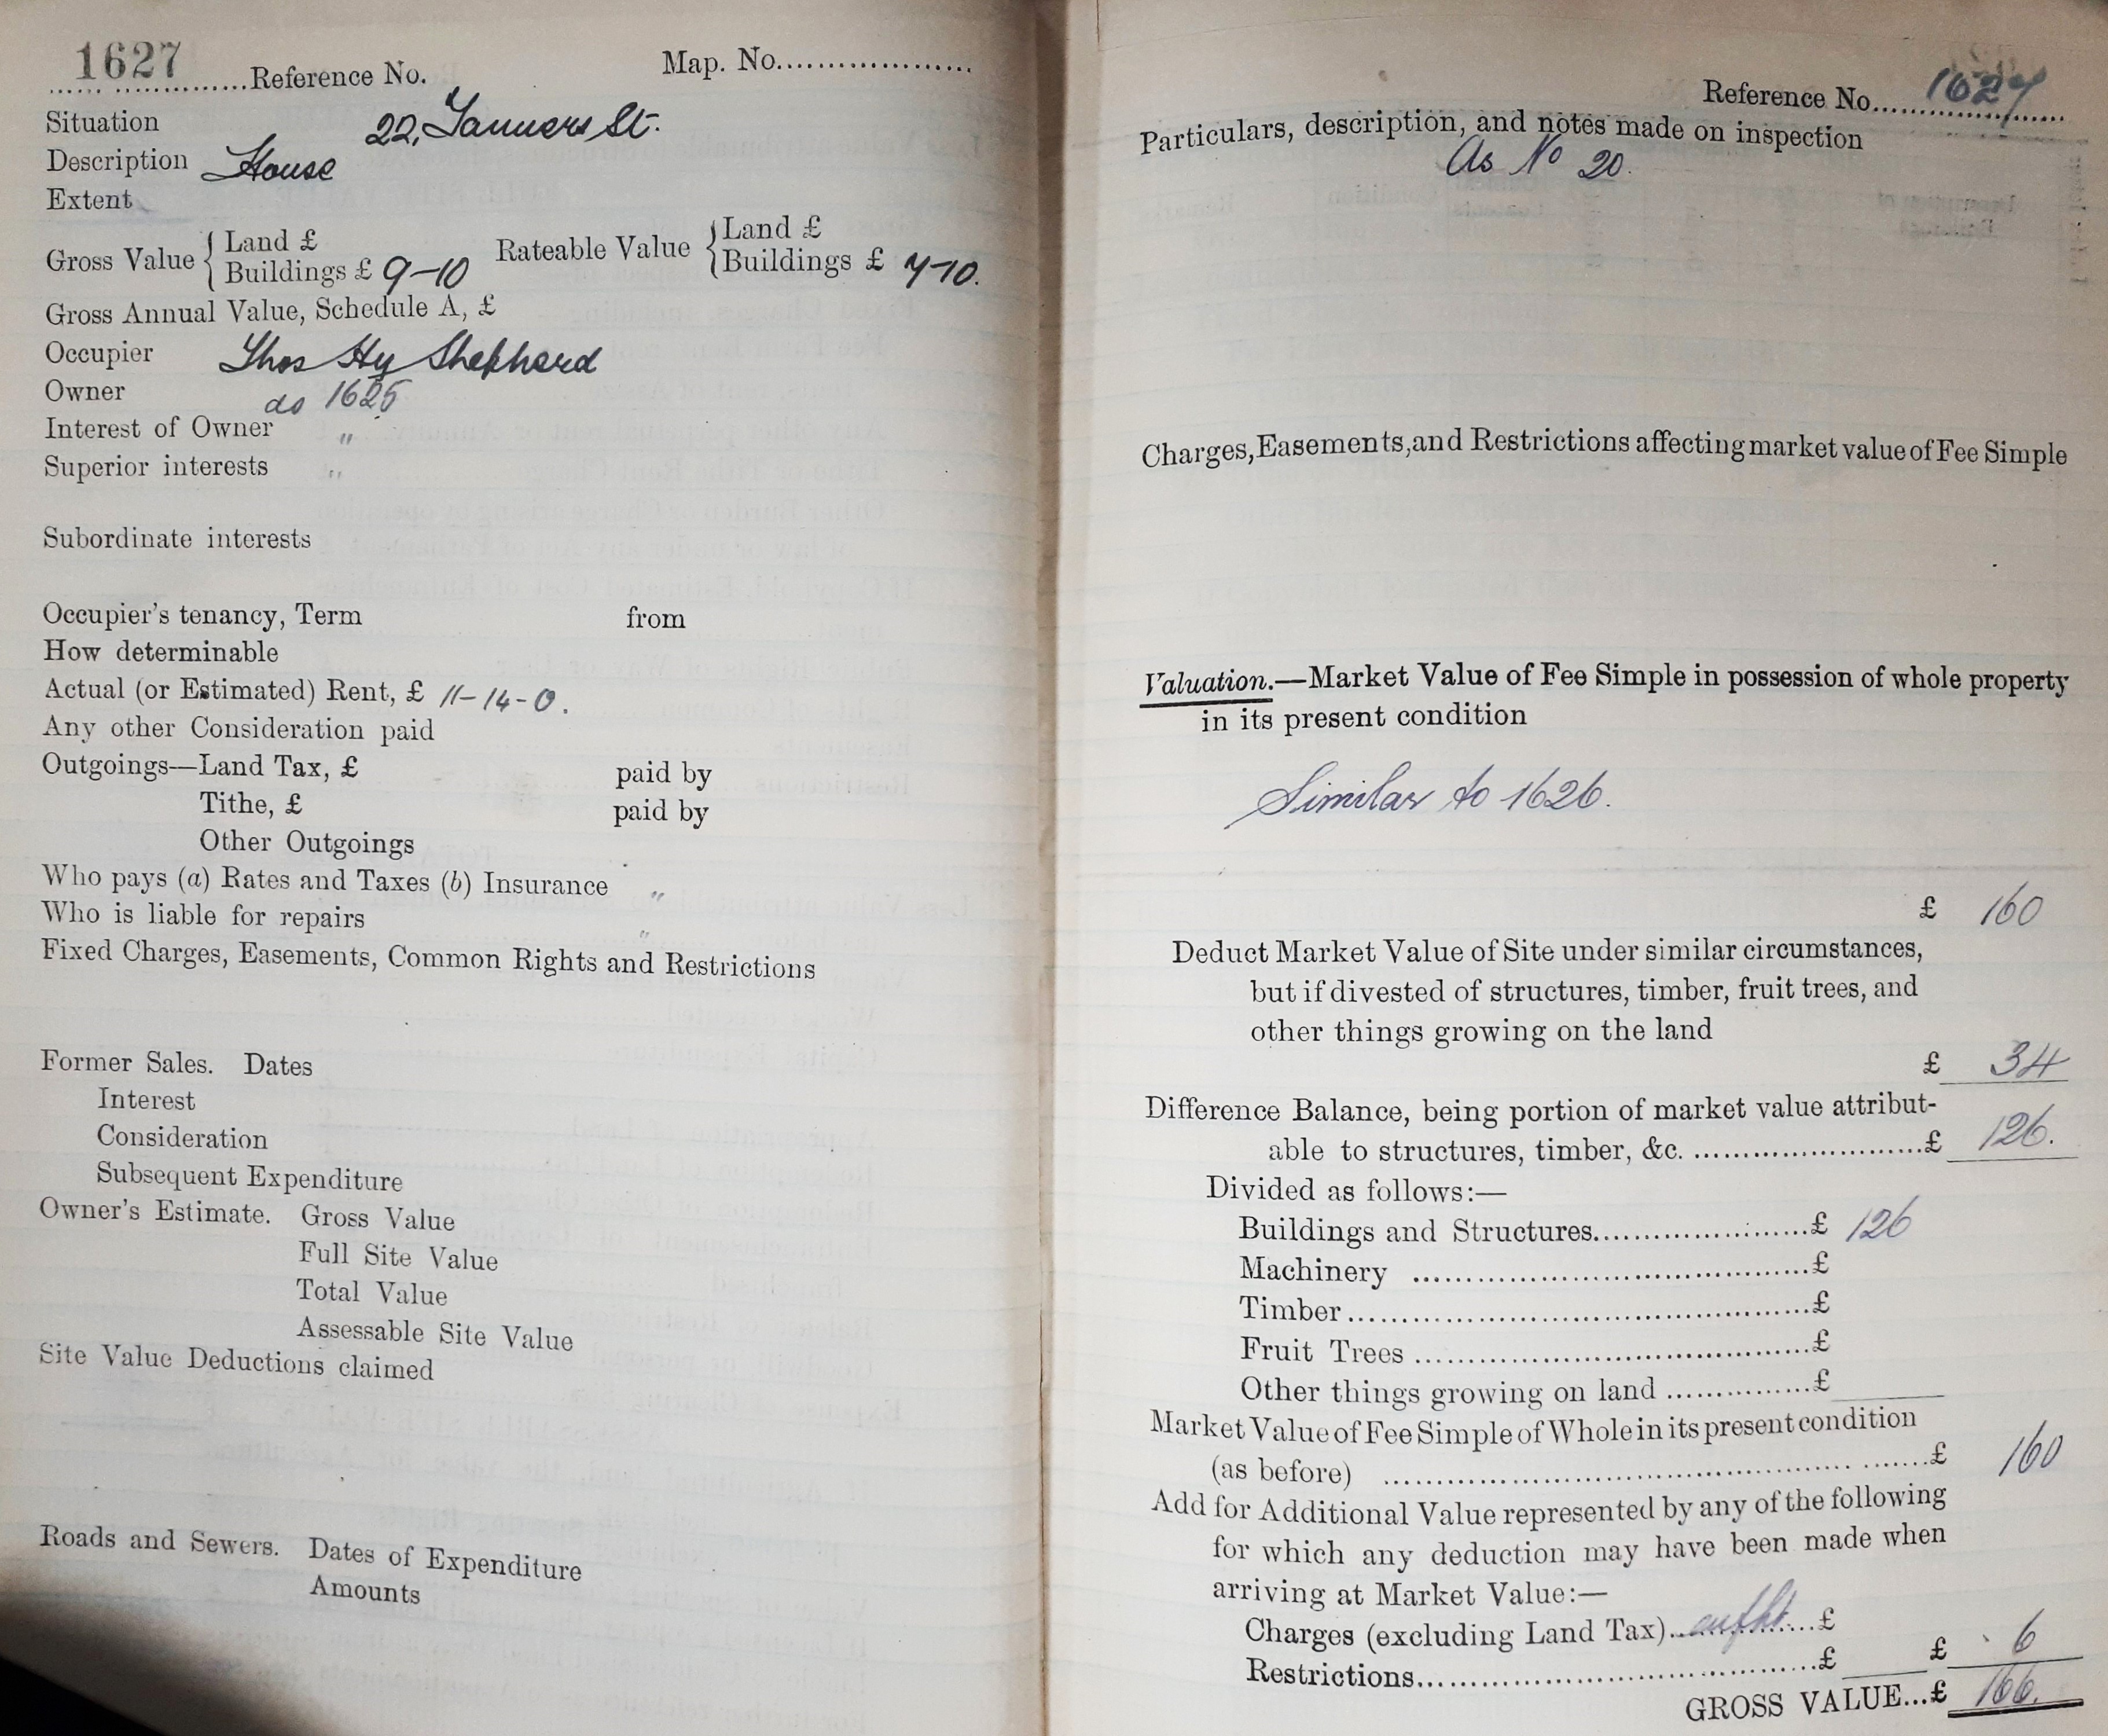 1627 ..........Reference No. Map. No....................
Situation 22, Tanners St.
Description House
Extent
Gross Value { Land £
Buildings £ 9-10
Rateable Value { Land £
Buildings £ 7-10.
Gross Annual Value, Schedule A, £
Occupier Thos Hy Shephard
Owner do 1625
Interest of Owner "
Superior interests "
Subordinate interests
Occupier's tenancy, Term from
How determinable
Actual (or Estimated) Rent, £ 11-14-0.
Any other Consideration paid
Outgoings—Land Tax, £ paid by
Tithe, £ paid by
Other Outgoings
Who pays (a) Rates and Taxes (b) Insurance "
Who is liable for repairs "
Fixed Charges, Easements, Common Rights and Restrictions
Former Sales. Dates
Interest
Consideration
Subsequent Expenditure
Owner's Estimate. Gross Value
Full Site Value
Total Value
Assessable Site Value
Site Value Deductions claimed
Roads and Sewers. Dates of Expenditure
Amounts
Reference No. 1627
Particulars, description, and notes made on inspection
As No 20.
Charges, Easements, and Restrictions affecting market value of Fee Simple
Valuation.—Market Value of Fee Simple in possession of whole property
in its present condition
Similar to 1626.
£ 160
Deduct Market Value of Site under similar circumstances,
but if divested of structures, timber, fruit trees, and
other things growing on the land
£ 34
Difference Balance, being portion of market value attribut-
able to structures, timber, &c. ..........£ 126.
Divided as follows:—
Buildings and Structures..........£ 126
Machinery ..........£
Timber..........£
Fruit Trees ..........£
Other things growing on land ..........£
Market Value of Fee Simple of Whole in its present condition
(as before) ..........£ 160
Add for Additional Value represented by any of the following
for which any deduction may have been made when
arriving at Market Value:—
Charges (excluding Land Tax)..........£
Restrictions..........£ £ 6
GROSS VALUE...£ 166.